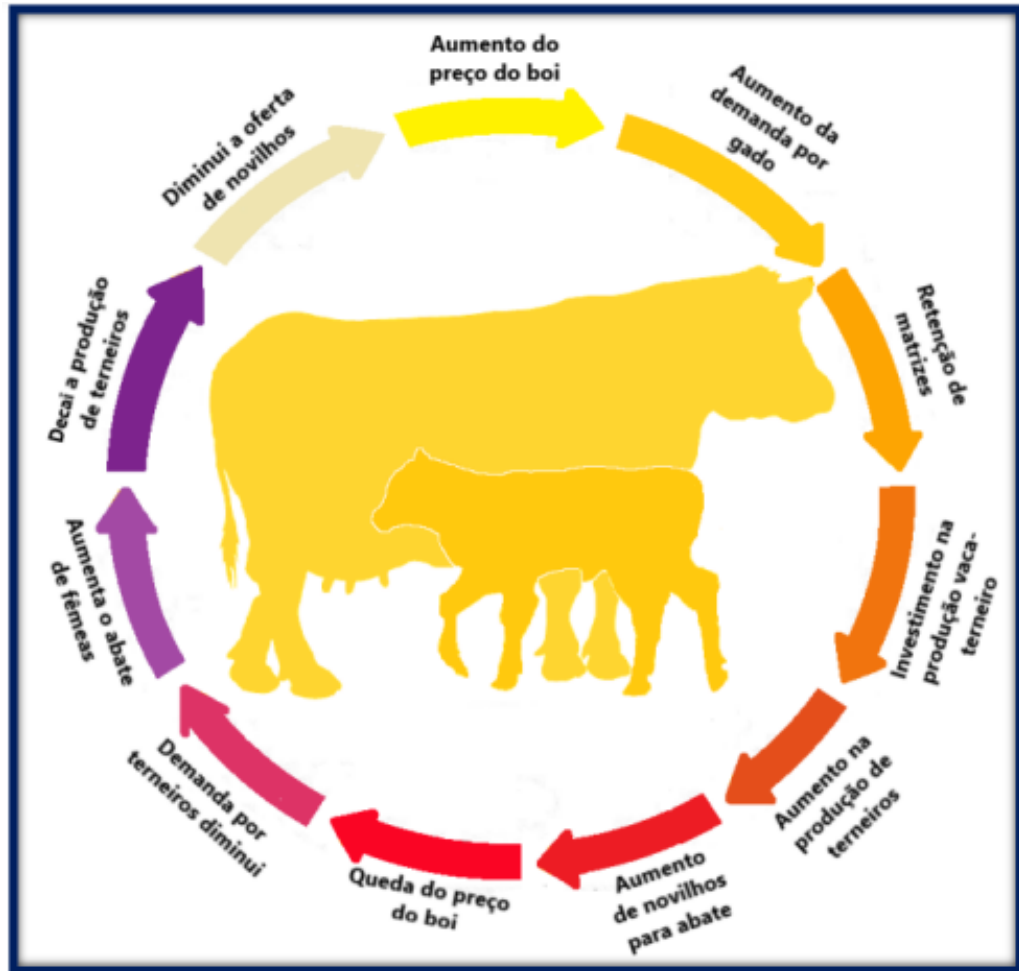 Aumento do
preço do boi
Aumento da
demanda por
gado
Retenção de
matrizes
Investimento na
produção vaca-
terneiro
Aumento na
produção de
terneiros
Aumento
de novilhos
para abate
Queda do preço
do boi
Demanda por
terneiros diminui
Aumenta o abate
de fêmeas
Decai a produção
de terneiros
Diminui a oferta
de novilhos